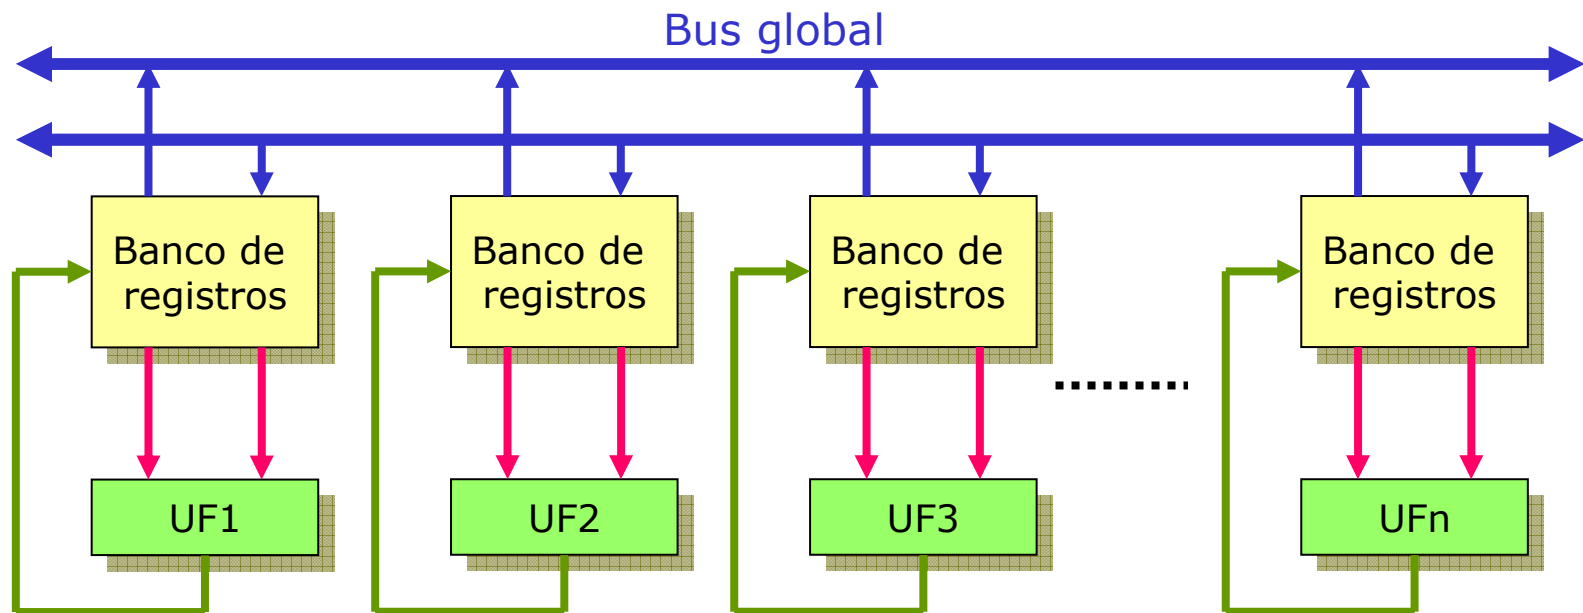 Bus global
Banco de
registros
Banco de
registros
Banco de
registros
Banco de
registros
UF1
UF2
UF3
UFn